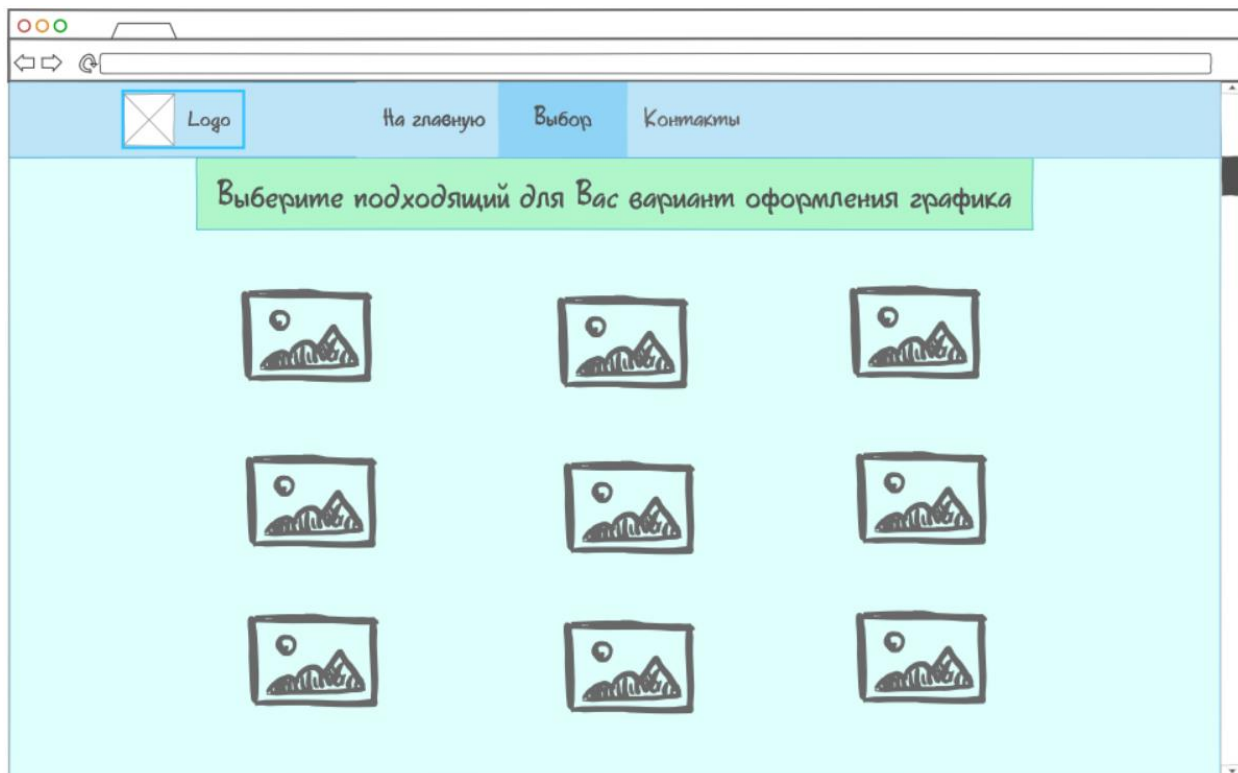 Logo
На главную
Выбор
Контакты
Выберите подходящий для Вас вариант оформления графика